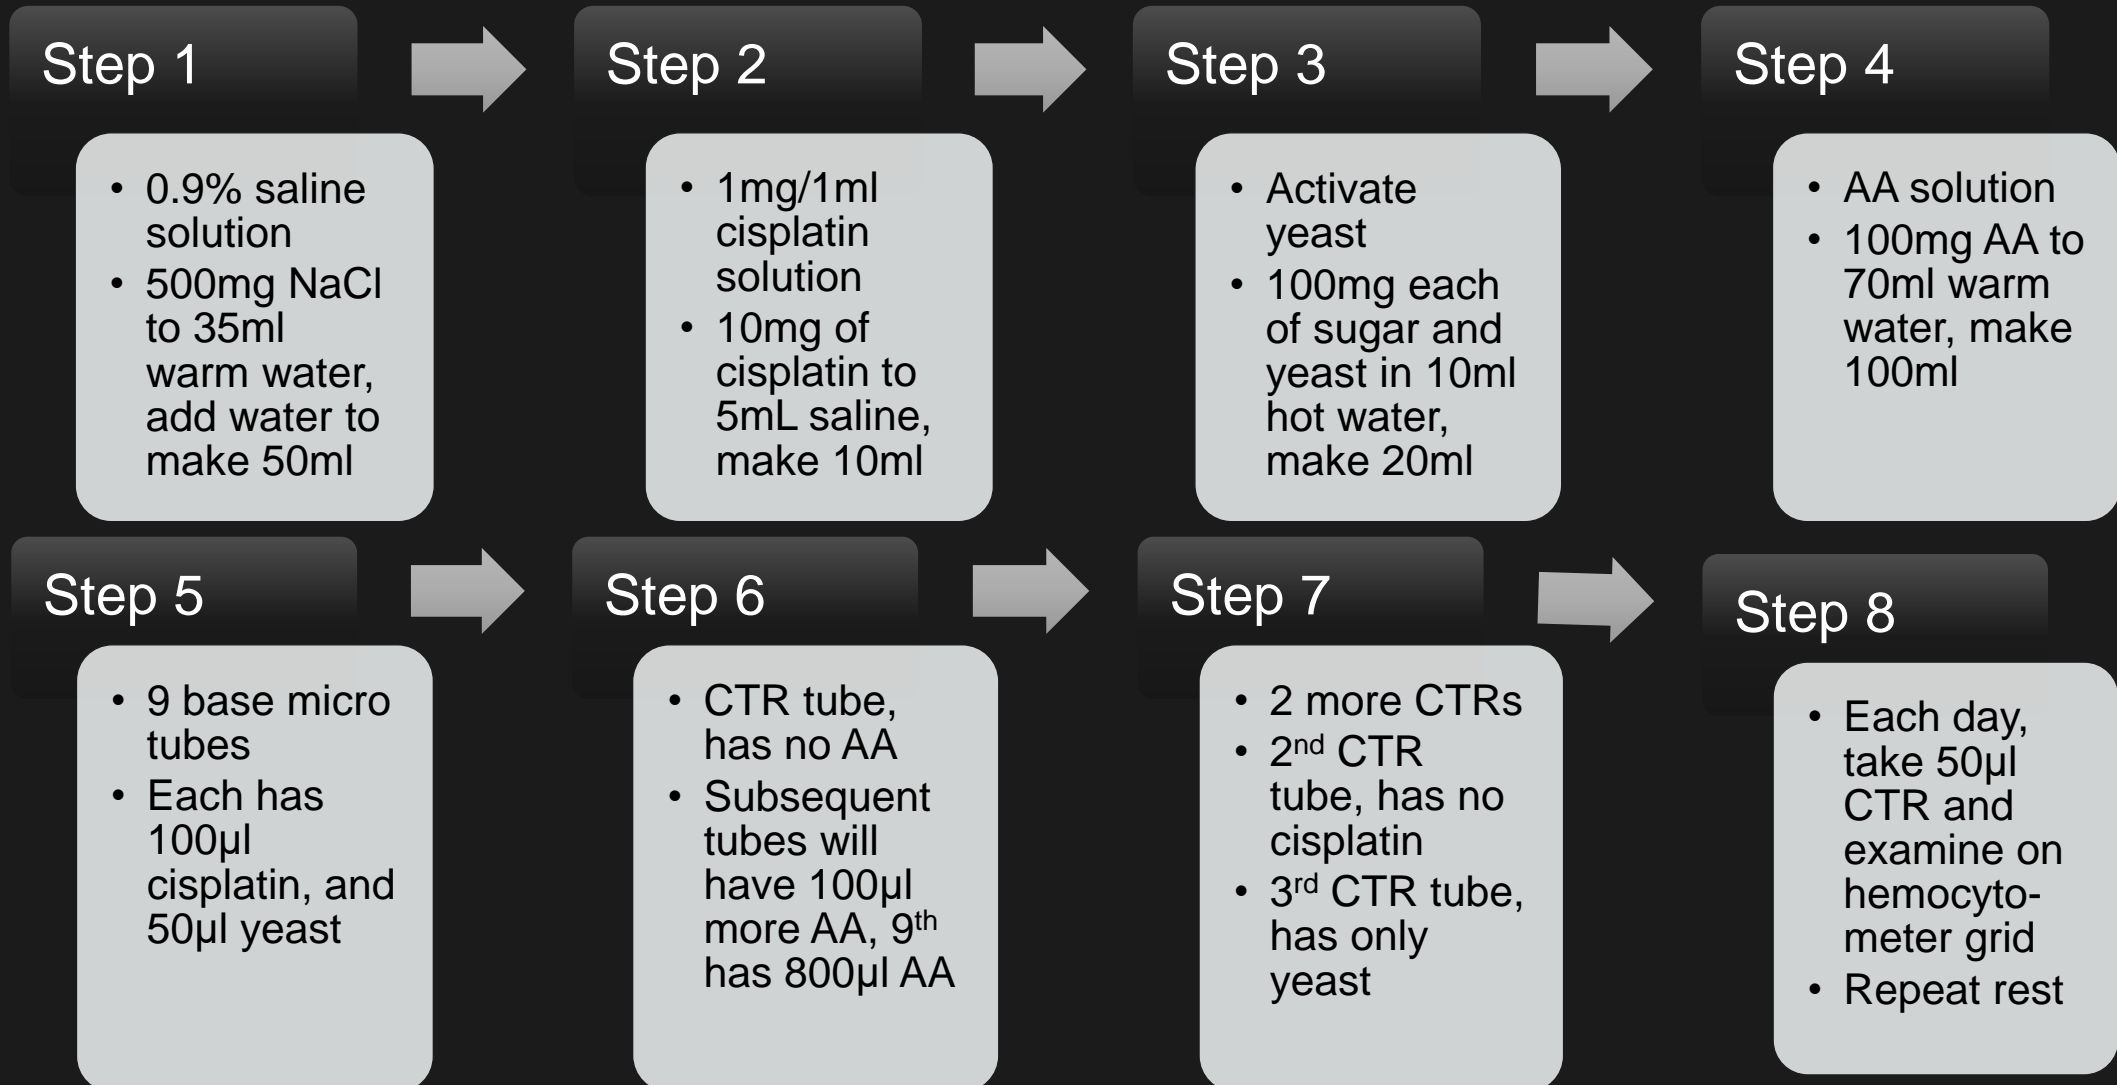 Step 1
• 0.9% saline
solution
• 500mg NaCl
to 35ml
warm water,
add water to
make 50ml
Step 2
• 1mg/1ml
cisplatin
solution
• 10mg of
cisplatin to
5mL saline,
make 10ml
Step 3
• Activate
yeast
• 100mg each
of sugar and
yeast in 10ml
hot water,
make 20ml
Step 4
• AA solution
• 100mg AA to
70ml warm
water, make
100ml
Step 5
• 9 base micro
tubes
• Each has
100µl
cisplatin, and
50µl yeast
Step 6
• CTR tube,
has no AA
• Subsequent
tubes will
have 100µl
more AA, 9th
has 800µl AA
Step 7
• 2 more CTRs
• 2nd CTR
tube, has no
cisplatin
• 3rd CTR tube,
has only
yeast
Step 8
• Each day,
take 50µl
CTR and
examine on
hemocyto-
meter grid
• Repeat rest